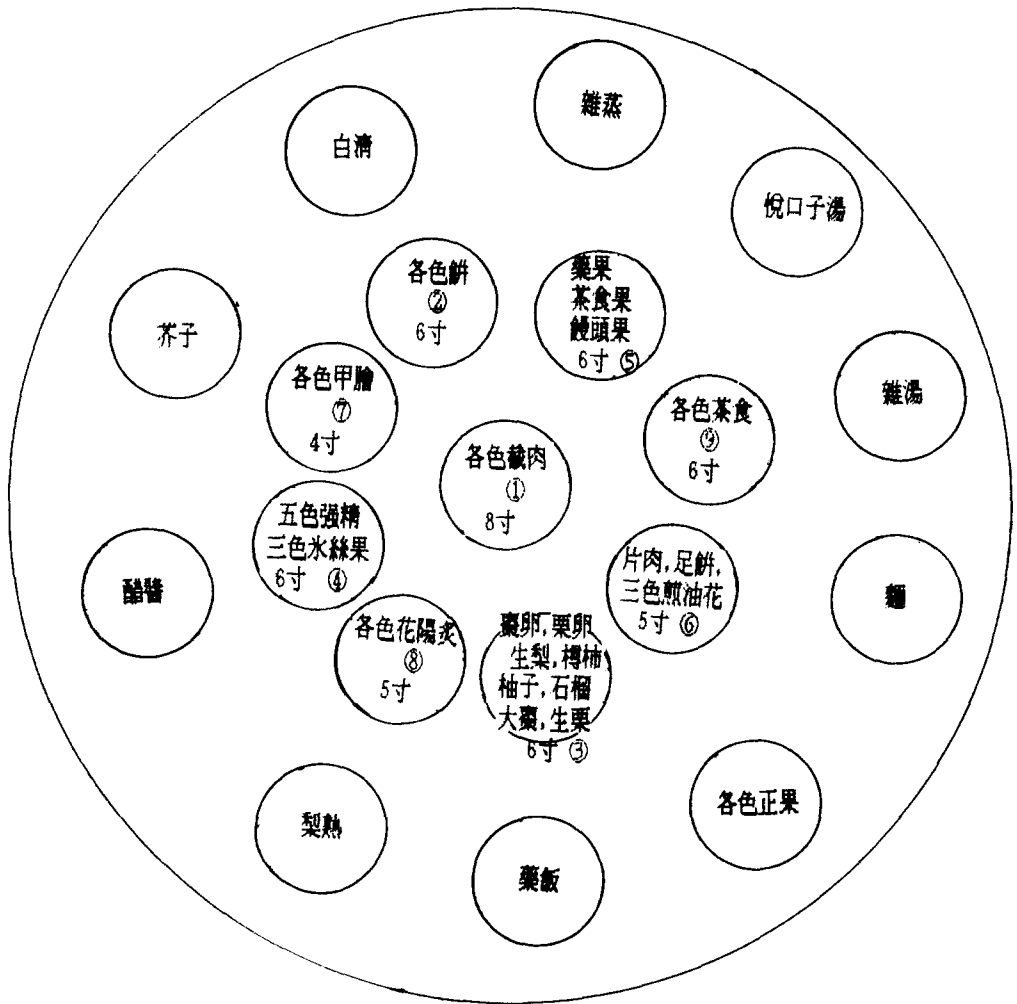 雜蒸
白淸
悅口子湯
各色餠
②
6寸
藥果
茶食果
饅頭果
6寸 ⑤
芥子
各色甲膾
⑦
4寸
各色茶食
⑨
6寸
雜湯
各色截肉
①
8寸
五色强精
三色氷絲果
6寸 ④
片肉, 足餠,
三色煎油花
5寸 ⑥
醋醬
麵
各色花陽炙
⑧
5寸
棗卵, 栗卵
生梨, 樽柿
柚子, 石榴
大棗, 生栗
6寸 ③
各色正果
梨熟
藥飯